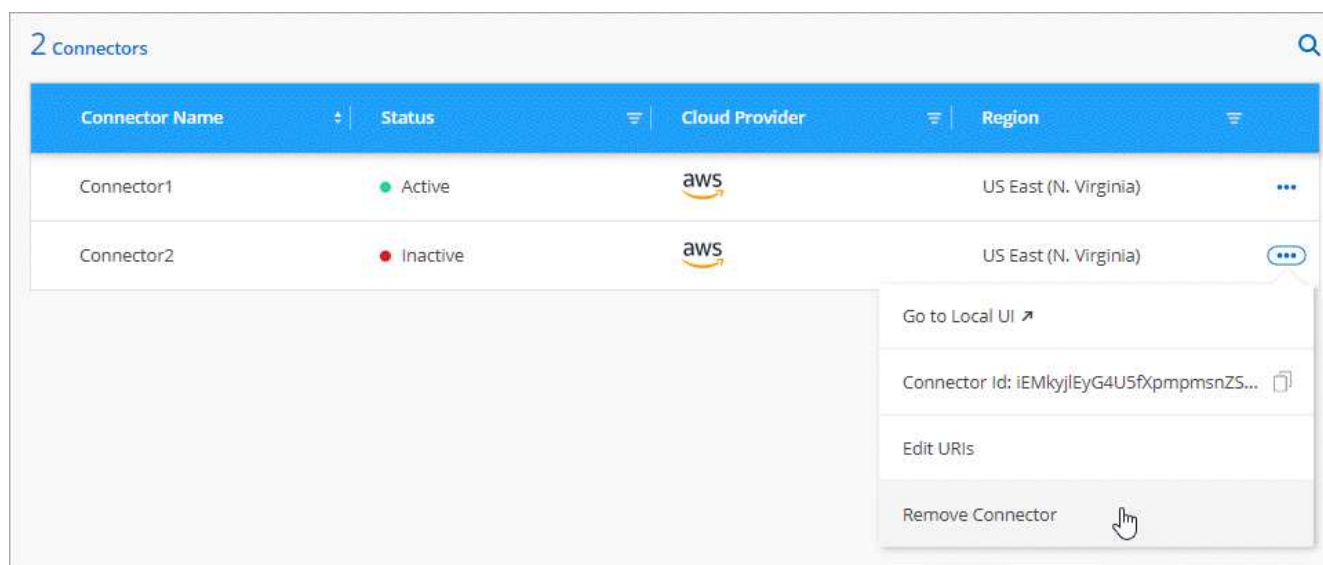 2 Connectors
Connector Name Status Cloud Provider Region
Connector1 Active aws US East (N. Virginia)
Connector2 Inactive aws US East (N. Virginia)
Go to Local UI
Connector Id: iEMkyjlEyG4U5fXpmpmsnZS...
Edit URIs
Remove Connector